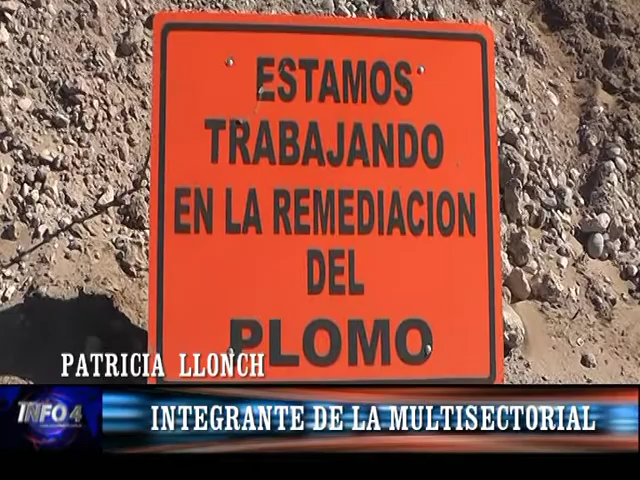 ESTAMOS
TRABAJANDO
EN LA REMEDIACION
DEL
PLOMO
PATRICIA LLONCH
INFO 4
INTEGRANTE DE LA MULTISECTORIAL